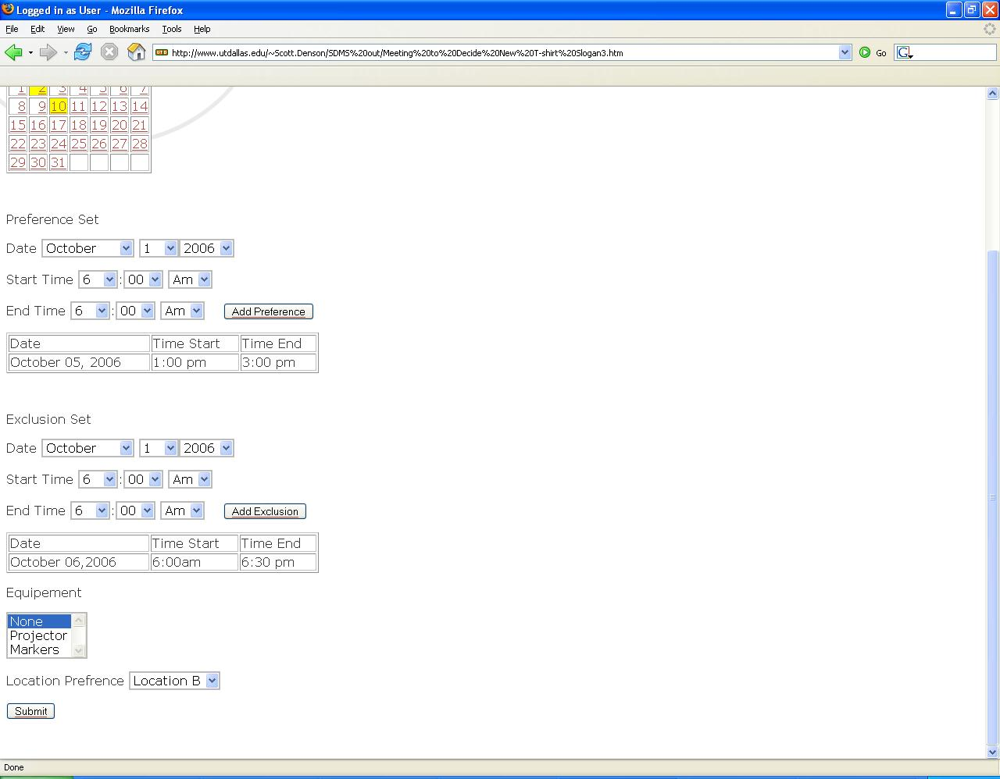 Logged in as User - Mozilla Firefox
File Edit View Go Bookmarks Tools Help
UTD http://www.utdallas.edu/~Scott.Denson/SDMS%20out/Meeting%20to%20Decide%20New%20T-shirt%20Slogan3.htm Go G
1 2 3 4 5 6 7
8 9 10 11 12 13 14
15 16 17 18 19 20 21
22 23 24 25 26 27 28
29 30 31
Preference Set
Date October 1 2006
Start Time 6 : 00 Am
End Time 6 : 00 Am Add Preference
Date Time Start Time End
October 05, 2006 1:00 pm 3:00 pm
Exclusion Set
Date October 1 2006
Start Time 6 : 00 Am
End Time 6 : 00 Am Add Exclusion
Date Time Start Time End
October 06,2006 6:00am 6:30 pm
Equipement
None
Projector
Markers
Location Prefrence Location B
Submit
Done